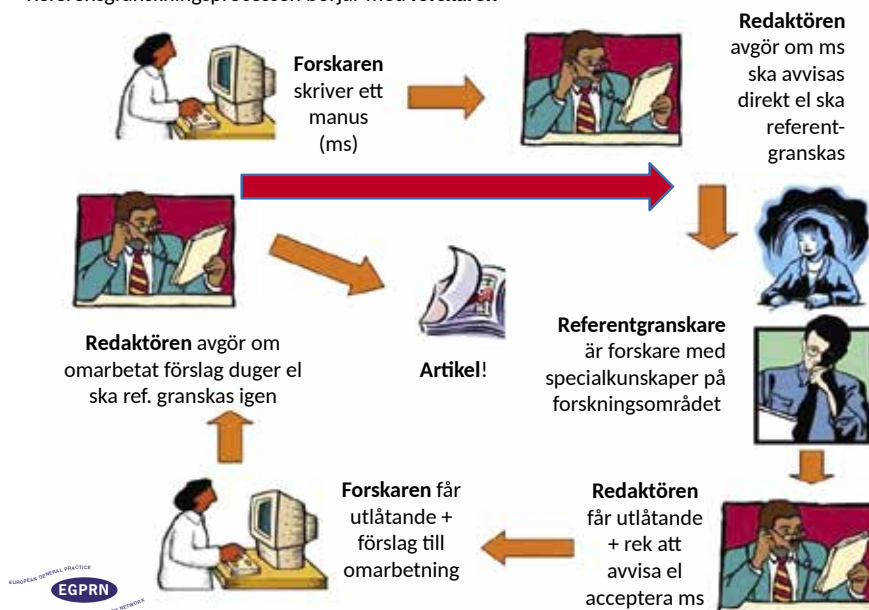 Forskaren
skriver ett
manus
(ms)
Redaktören
avgör om ms
ska avvisas
direkt el ska
referent-
granskas
Referentgranskare
är forskare med
specialkunskaper på
forskningsområdet
Redaktören
får utlåtande
+ rek att
avvisa el
acceptera ms
Forskaren får
utlåtande +
förslag till
omarbetning
Redaktören avgör om
omarbetat förslag duger el
ska ref. granskas igen
Artikel!
EUROPEAN GENERAL PRACTICE
EGPRN
NETWORK